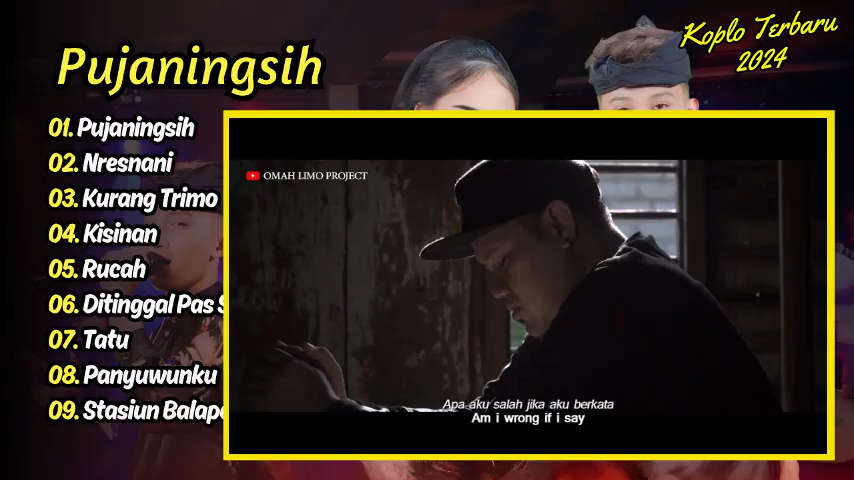 Pujaningsih
Koplo Terbaru
2024
01. Pujaningsih
02. Nresnani
03. Kurang Trimo
04. Kisinan
05. Rucah
06. Ditinggal Pas
07. Tatu
08. Panyuwunku
09. Stasiun
OMAH LIMO PROJECT
Apa aku salah jika aku berkata
Am i wrong if i say